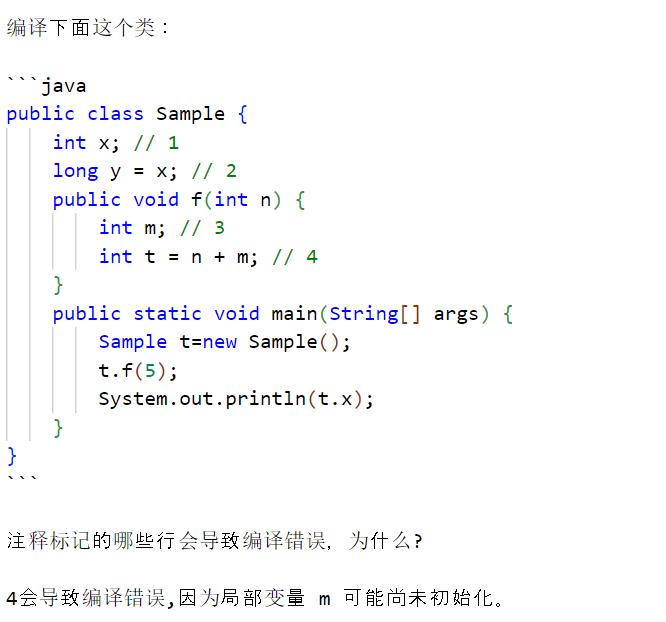 编译下面这个类：
```java
public class Sample {
    int x; // 1
    long y = x; // 2
    public void f(int n) {
        int m; // 3
        int t = n + m; // 4
    }
    public static void main(String[] args) {
        Sample t=new Sample();
        t.f(5);
        System.out.println(t.x);
    }
}
```
注释标记的哪些行会导致编译错误，为什么?
4会导致编译错误,因为局部变量 m 可能尚未初始化。